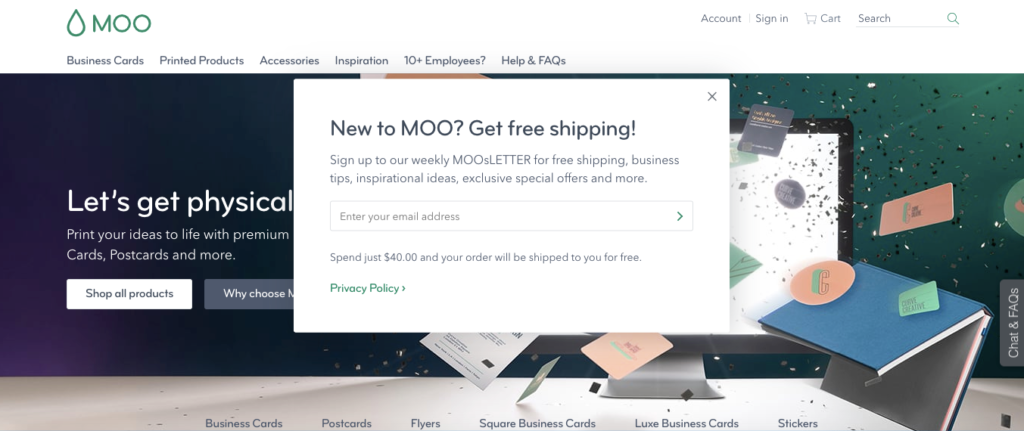 MOO
Account
Sign in
Cart
Search
Business Cards
Printed Products
Accessories
Inspiration
10+ Employees?
Help & FAQs
New to MOO? Get free shipping!
Sign up to our weekly MOOsLETTER for free shipping, business
tips, inspirational ideas, exclusive special offers and more.
Enter your email address
Spend just $40.00 and your order will be shipped to you for free.
Privacy Policy ›
Let's get physical
Print your ideas to life with premium
Cards, Postcards and more.
Shop all products
Why choose M
C
THRIVE
CREATIVE
Chat & FAQs
Business Cards
Postcards
Flyers
Square Business Cards
Luxe Business Cards
Stickers